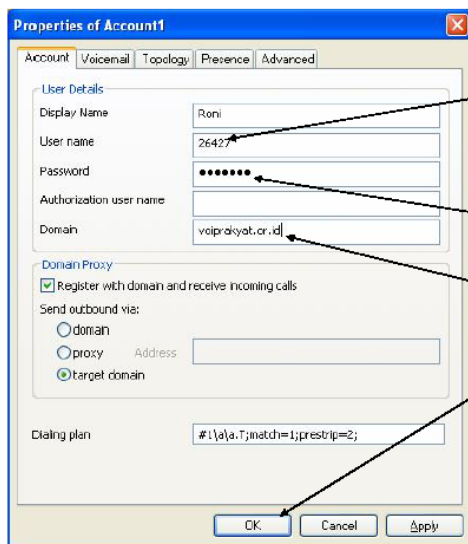 Properties of Account1
Account Voicemail Topology Presence Advanced
User Details
Display Name Roni
User name 26427
Password
Authorization user name
Domain voiprakyat.or.id
Domain Proxy
Register with domain and receive incoming calls
Send outbound via:
domain
proxy Address
target domain
Dialing plan #1\a\a.T;match=1;prestrip=2;
OK Cancel Apply